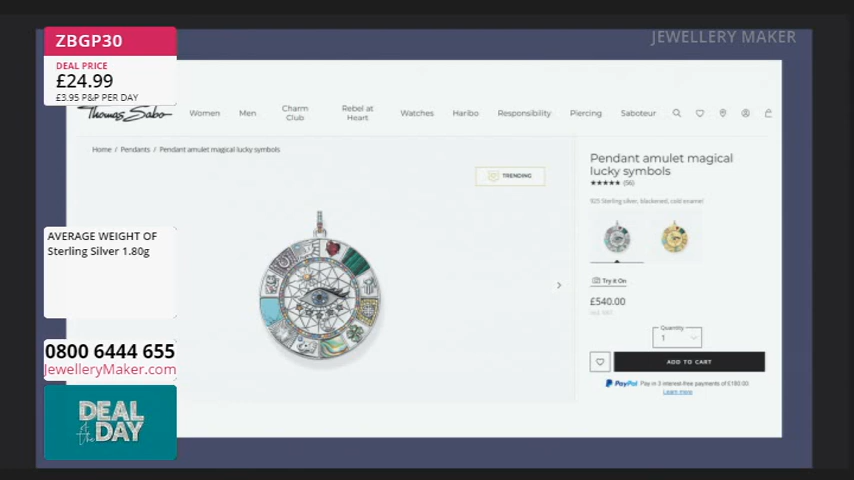 ZBGP30
DEAL PRICE
£24.99
£3.95 P&P PER DAY
AVERAGE WEIGHT OF
Sterling Silver 1.80g
0800 6444 655
JewelleryMaker.com
DEAL
of the
DAY
JEWELLERY MAKER
Thomas Sabo
Women
Men
Charm
Club
Rebel at
Heart
Watches
Haribo
Responsibility
Piercing
Saboteur
Home / Pendants / Pendant amulet magical lucky symbols
TRENDING
Pendant amulet magical
lucky symbols
(56)
925 Sterling silver, blackened, cold enamel
Try it On
£540.00
Incl. VAT
Quantity
1
ADD TO CART
PayPal Pay in 3 interest-free payments of £180.00
Learn more